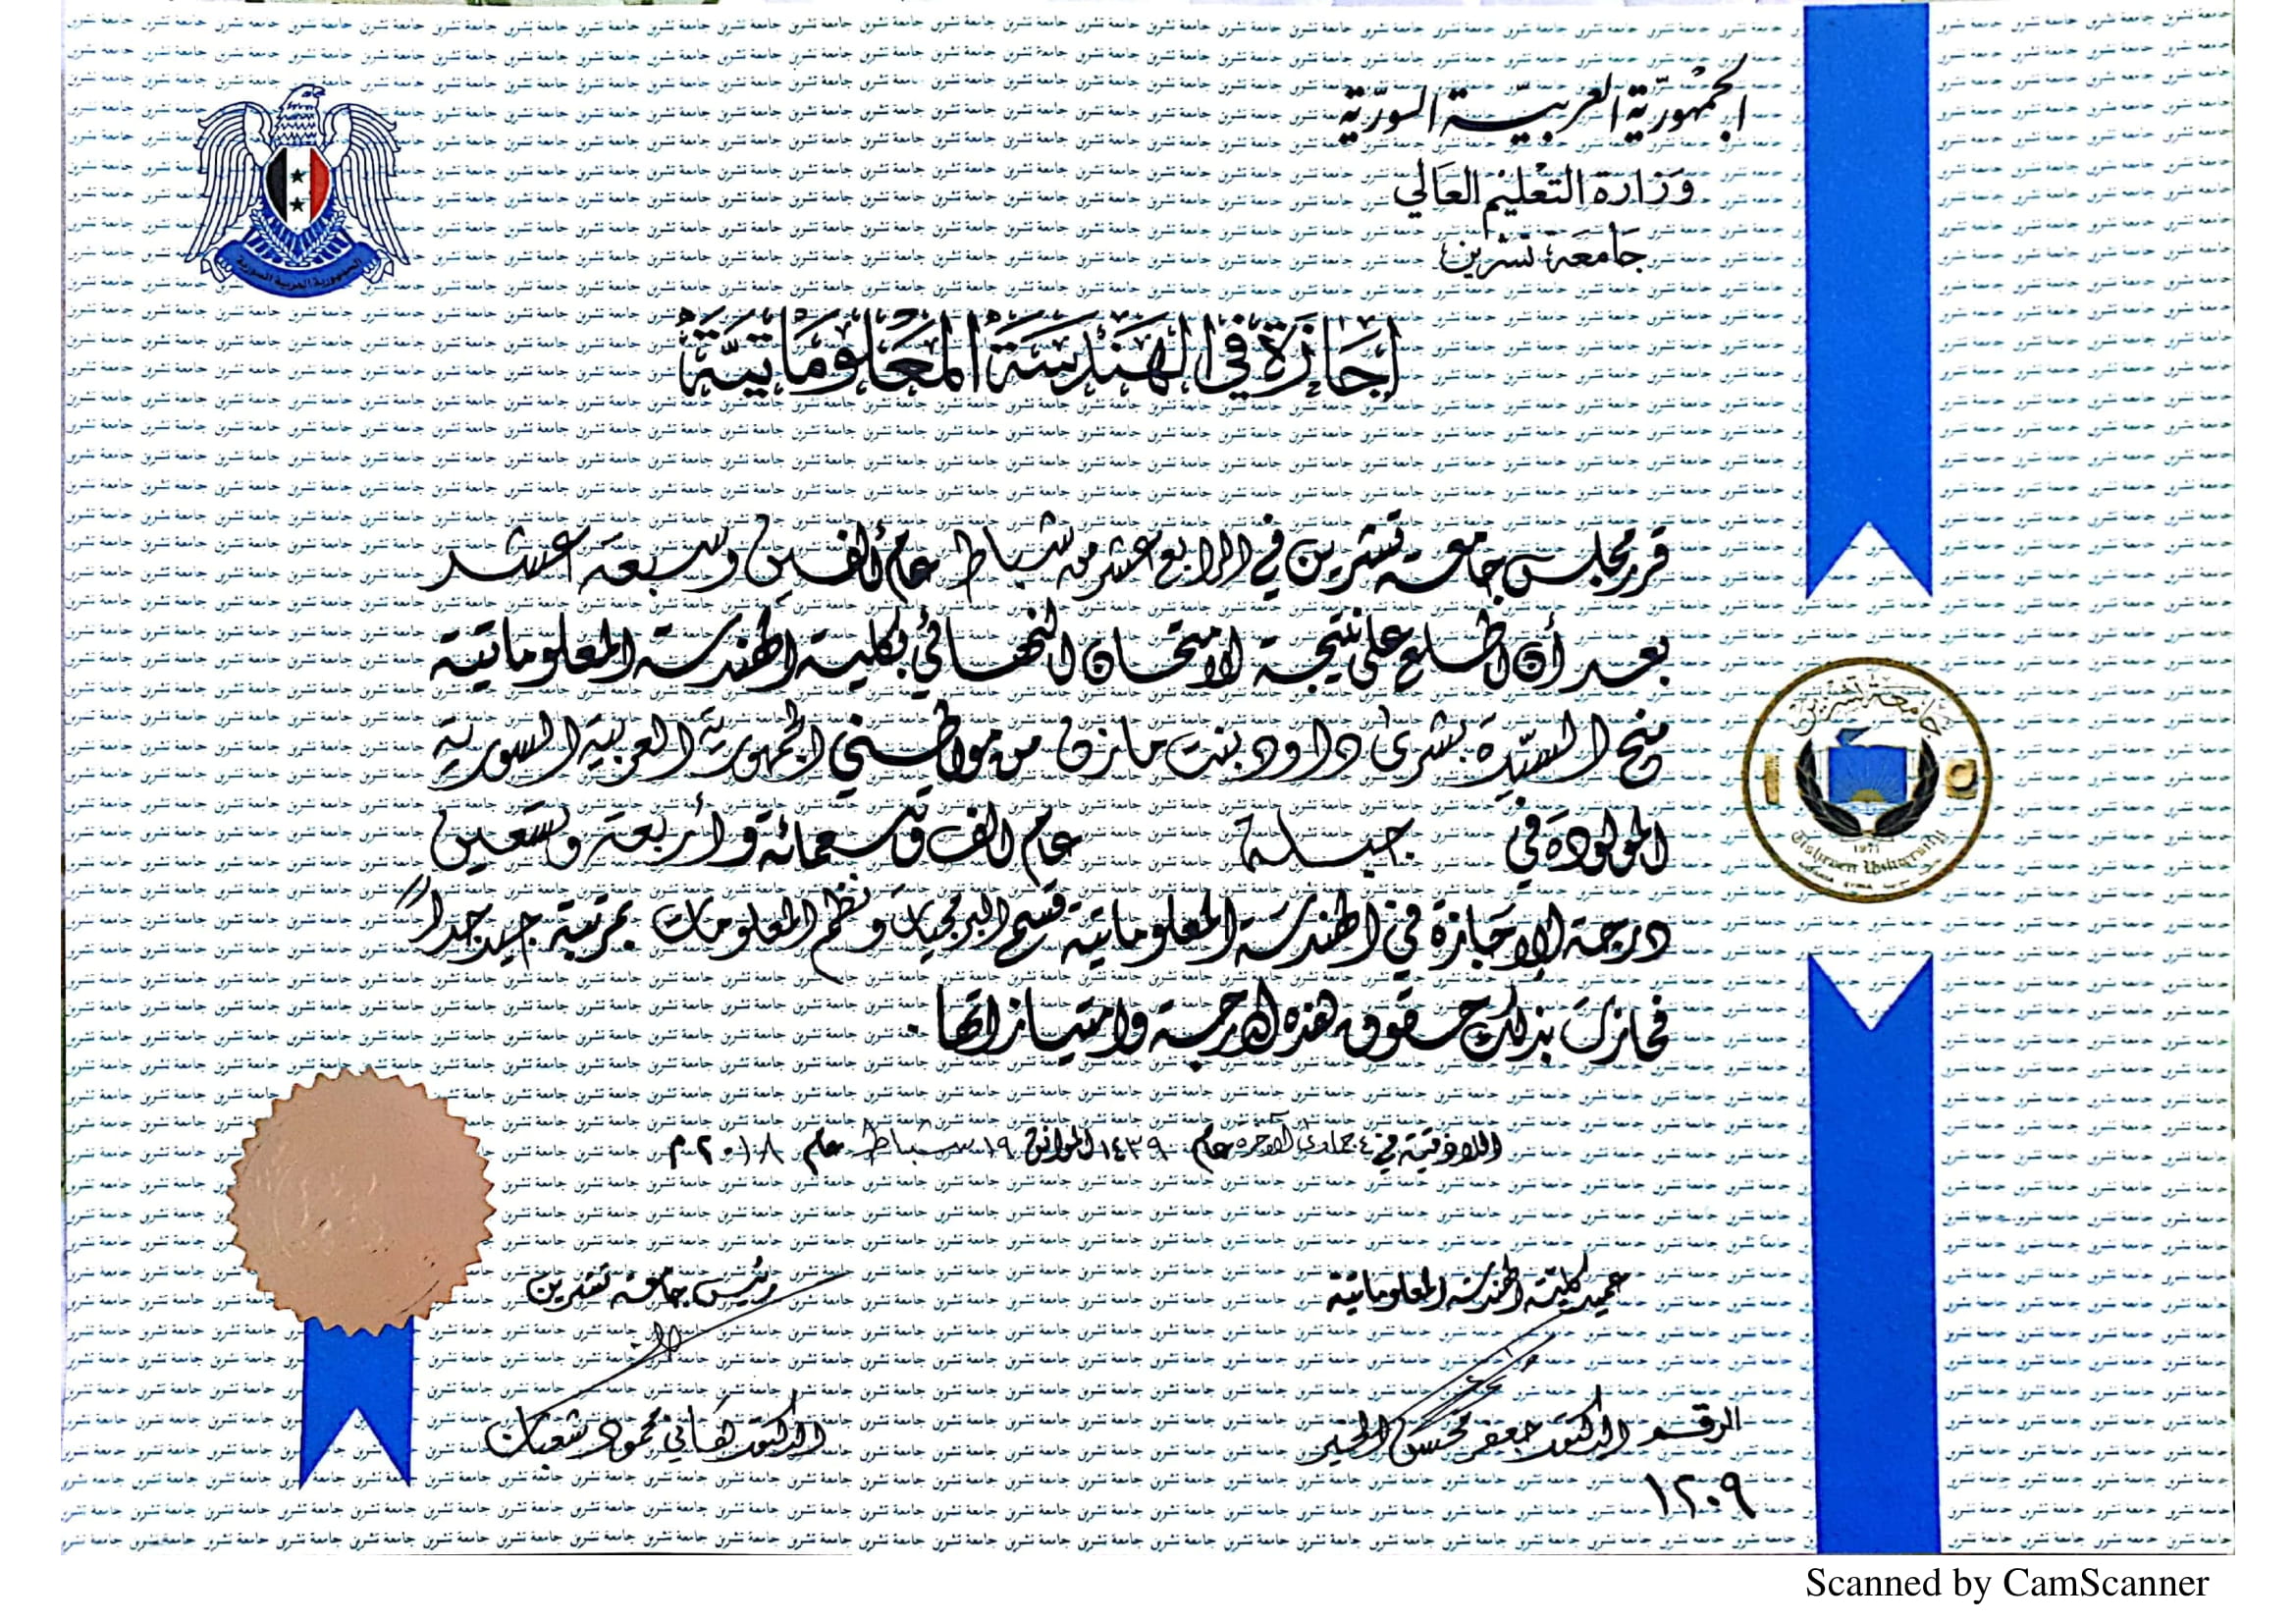 الجمهورية العربية السورية
وزارة التعليم العالي
جامعة تشرين
الجمهورية العربية السورية
إجازة في الهندسة المعلوماتية
قرر مجلس جامعة تشرين في الرابع عشر من شباط عام ألفين وسبعة عشر
بعد أن اطلع على نتيجة الامتحان النهائي بكلية الهندسة المعلوماتية
منح السيدة بشرى داود بنت مازن من مواطني الجمهورية العربية السورية
المولودة في جبلة عام ألف وتسعمائة وأربعة وتسعين
درجة الإجازة في الهندسة المعلوماتية قسم البرمجيات ونظم المعلومات بمرتبة جيد جداً
فحازت بذلك حقوق هذه الدرجة وامتيازاتها.
جامعة تشرين
1971
Tishreen University
اللاذقية في ٤ جمادى الآخرة عام ١٤٣٩ الموافق ١٩ شباط عام ٢٠١٨ م
عميد كلية الهندسة المعلوماتية
رئيس جامعة تشرين
الرقم الدكتور جعفر الخير
الدكتور هاني محمود شعبان
١٢٠٩
Scanned by CamScanner